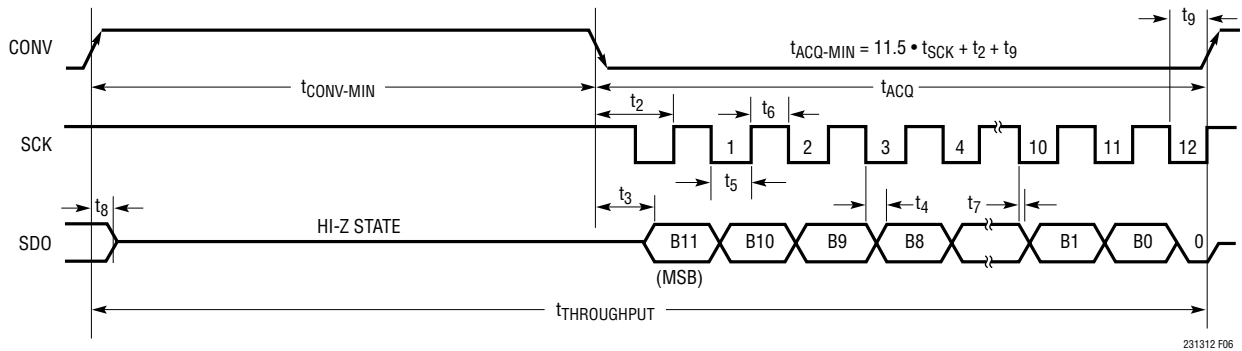 CONV
t9
tACQ-MIN = 11.5 • tSCK + t2 + t9
tCONV-MIN
tACQ
t2
t6
SCK
1
2
3
4
10
11
12
t5
t8
t3
t4
t7
SDO
HI-Z STATE
B11
B10
B9
B8
B1
B0
0
(MSB)
tTHROUGHPUT
231312 F06